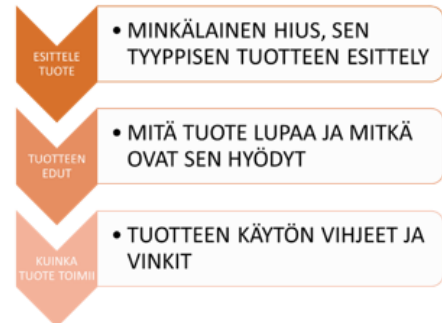 ESITTELE
TUOTE
• MINKÄLAINEN HIUS, SEN
TYYPPISEN TUOTTEEN ESITTELY
TUOTTEEN
EDUT
• MITÄ TUOTE LUPAA JA MITKÄ
OVAT SEN HYÖDYT
KUINKA
TUOTE TOIMII
• TUOTTEEN KÄYTÖN VIHJEET JA
VINKIT